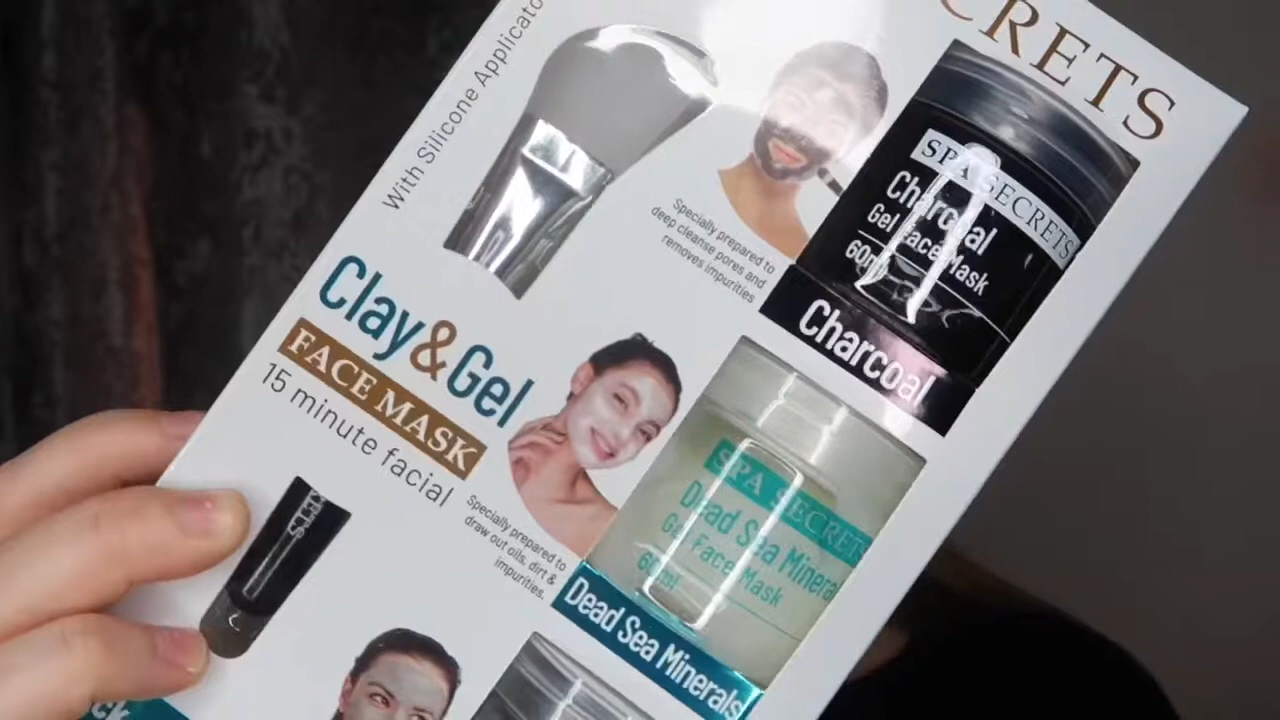 CRETS
With Silicone Applicato
SPA SECRETS
Charcoal
Gel Face Mask
Specially prepared to
deep cleanse pores and
removes impurities
Charcoal
Clay&Gel
FACE MASK
15 minute facial
SPA SECRETS
Dead Sea Minera
Gel Face Mask
60ml
Specially prepared to
draw out oils, dirt &
impurities.
Dead Sea Minerals